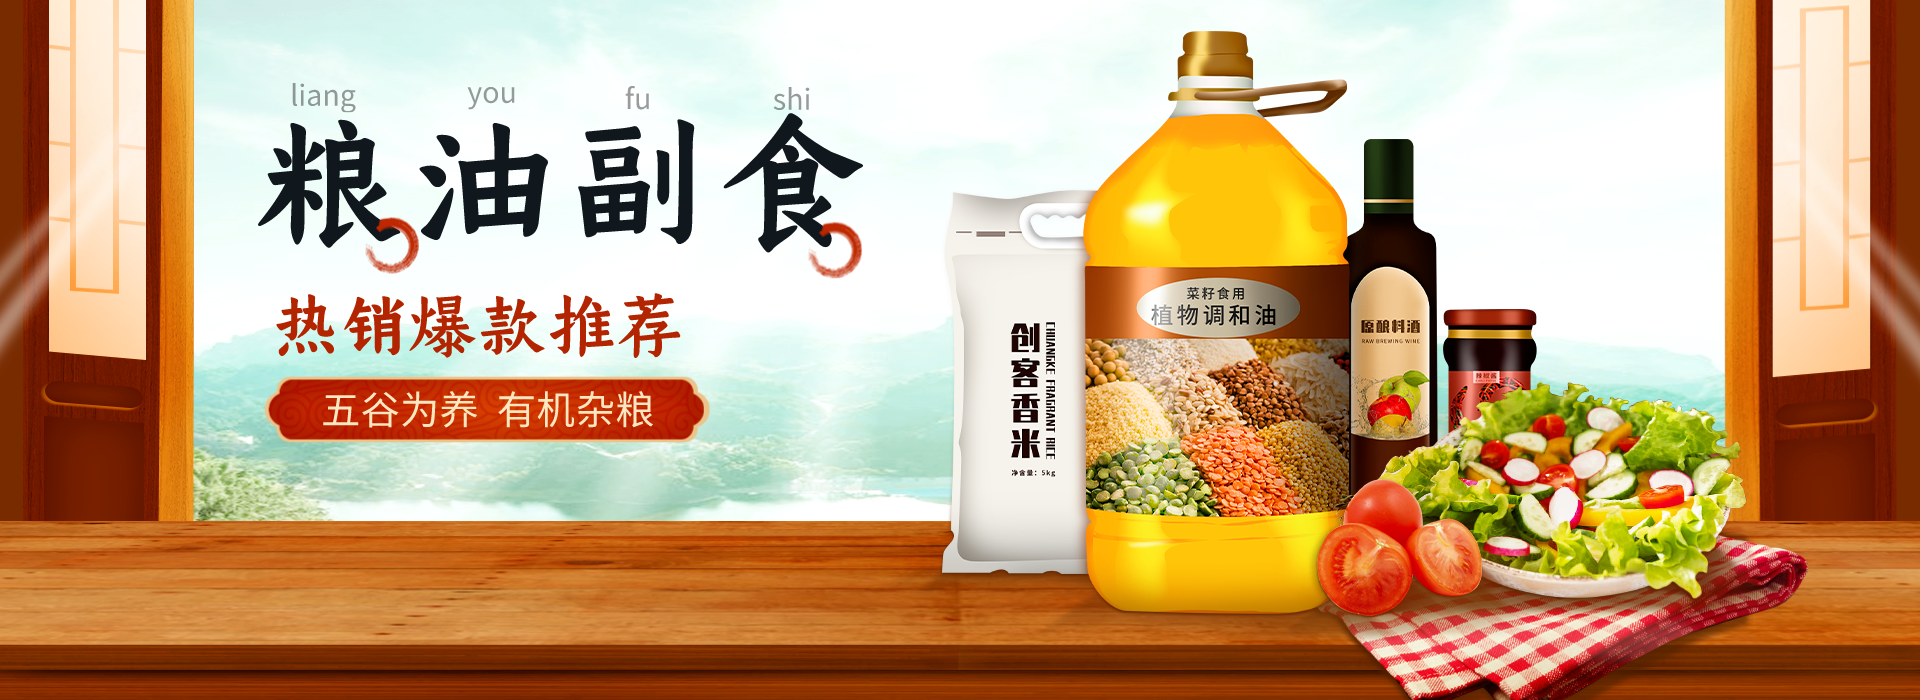 liang you fu shi
粮油副食
热销爆款推荐
五谷为养 有机杂粮
创客香米
CHUANGKE FRAGRANT RICE
净含量：5kg
菜籽食用
植物调和油
原酿料酒
RAW BREWING WINE